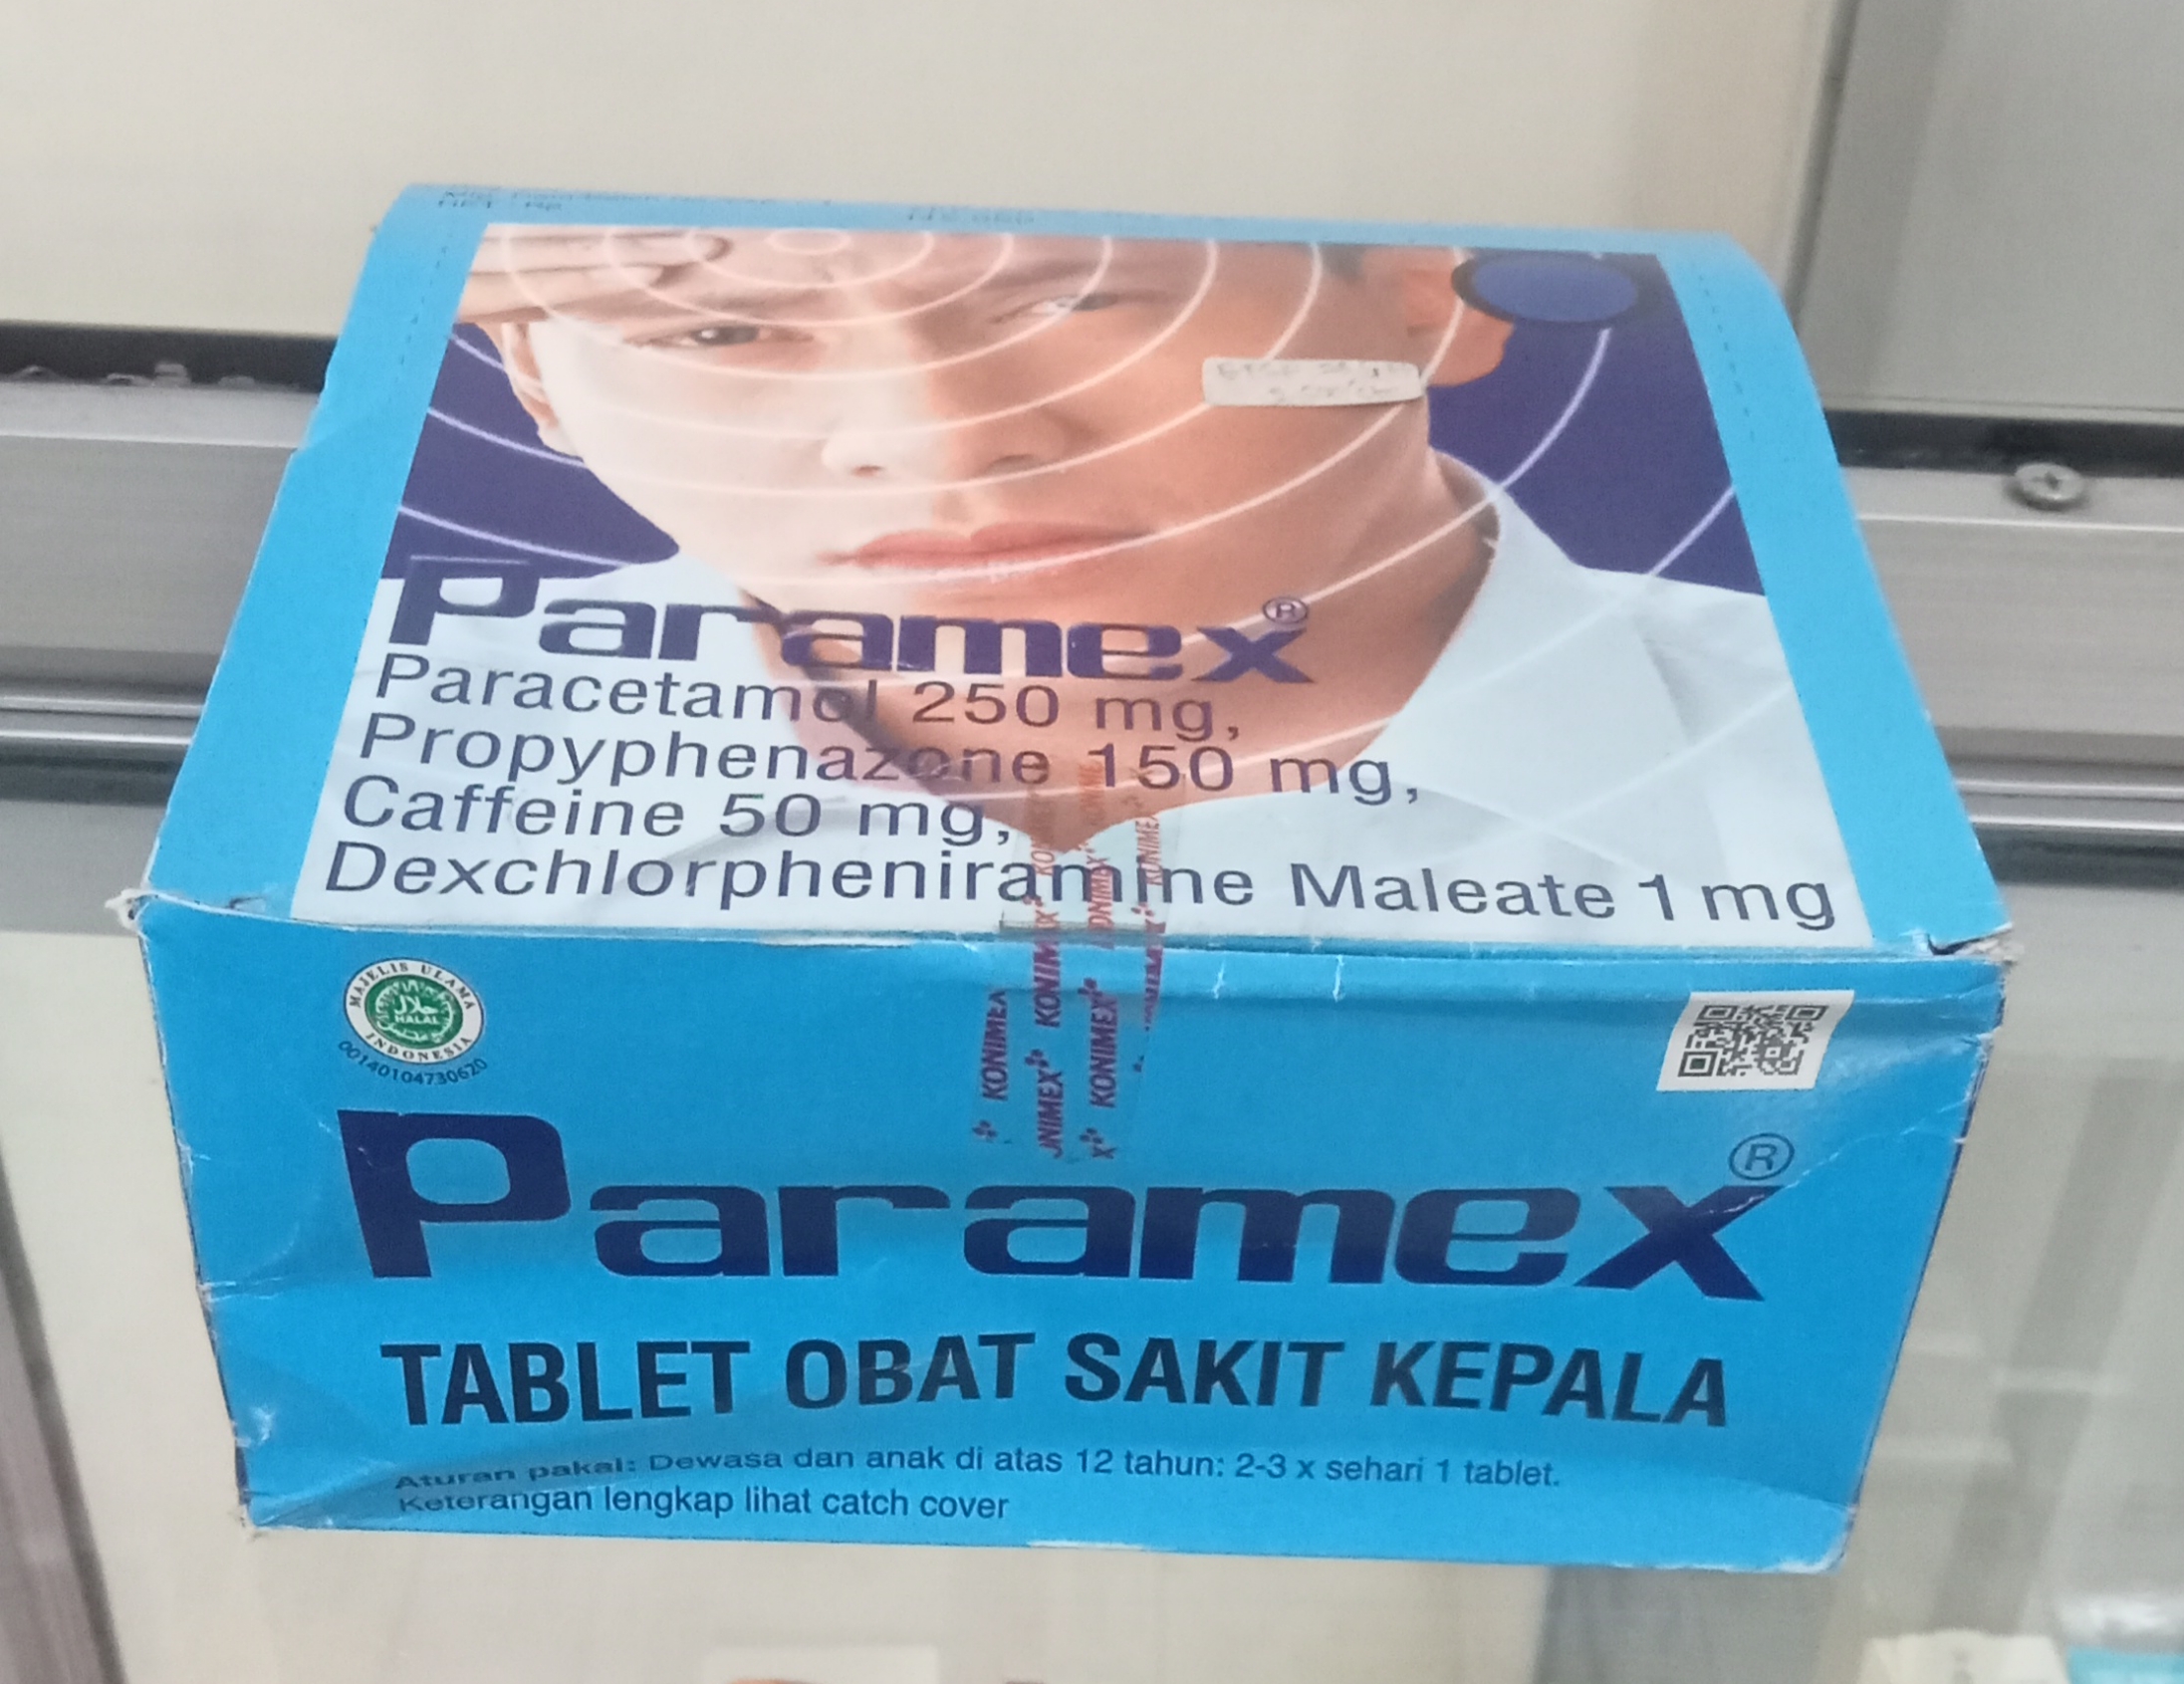 Paramex®
Paracetamol 250 mg,
Propyphenazone 150 mg,
Caffeine 50 mg,
Dexchlorpheniramine Maleate 1 mg
MAJELIS ULAMA
HALAL
INDONESIA
00140104730620
KONIMEX KONIMEX KONIMEX
Paramex®
TABLET OBAT SAKIT KEPALA
Aturan pakai: Dewasa dan anak di atas 12 tahun: 2-3 x sehari 1 tablet.
Keterangan lengkap lihat catch cover